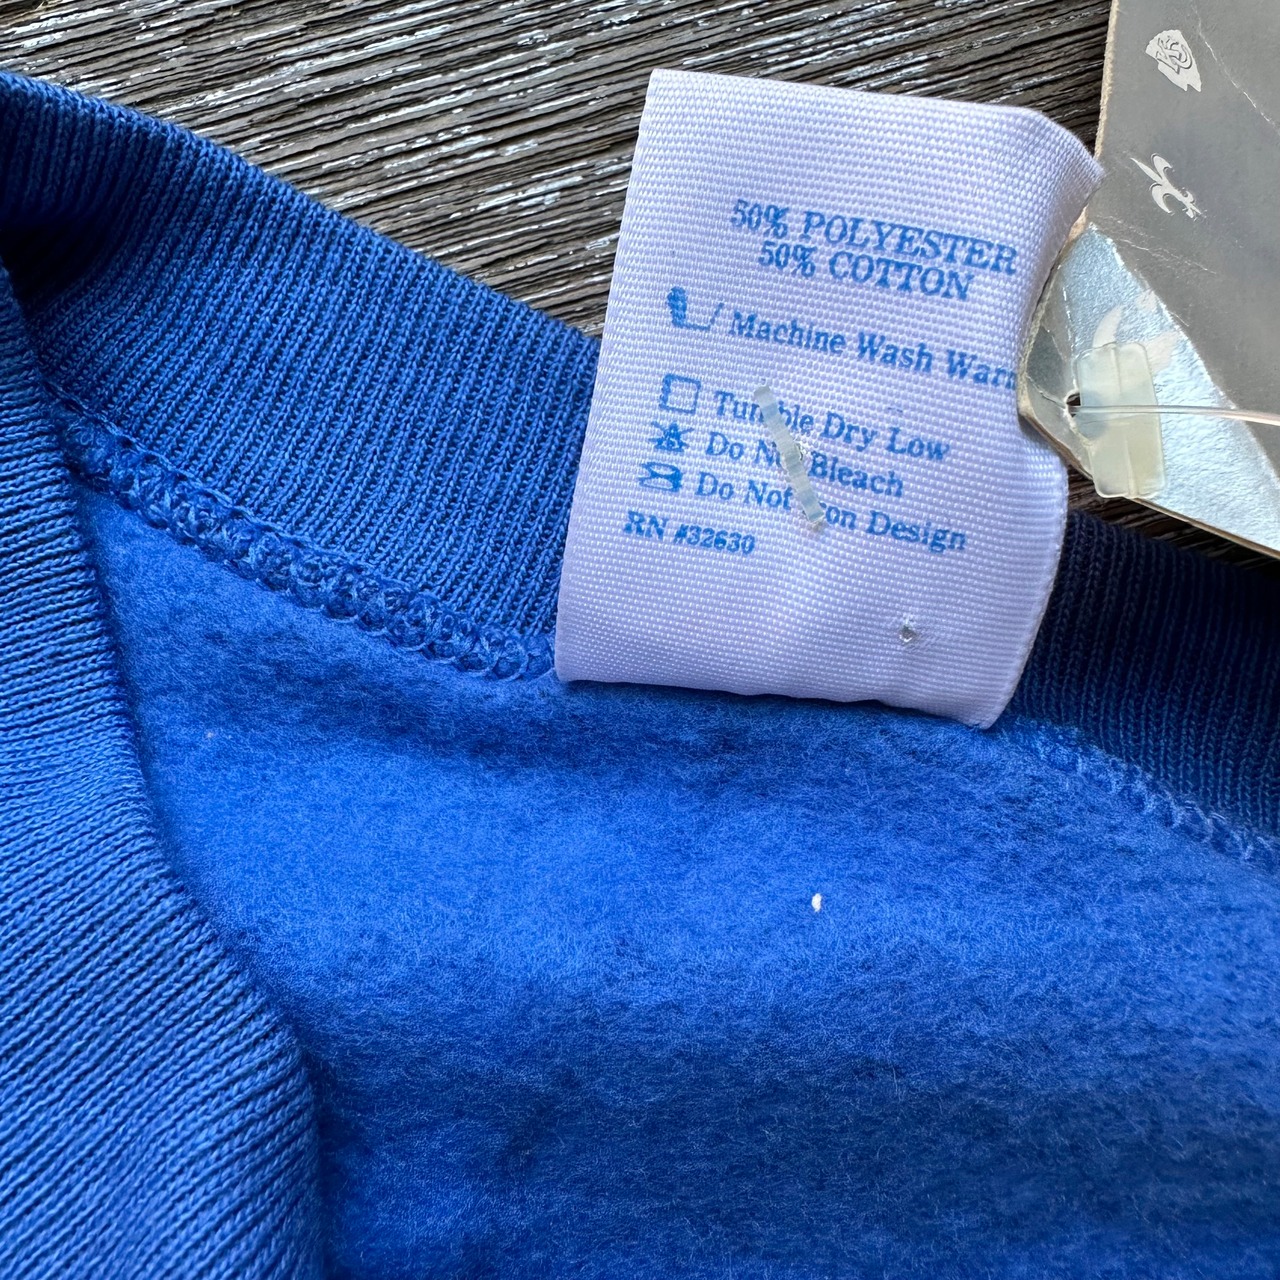 50% POLYESTER
50% COTTON
Machine Wash Warm
Tumble Dry Low
Do Not Bleach
Do Not Iron Design
RN #32630